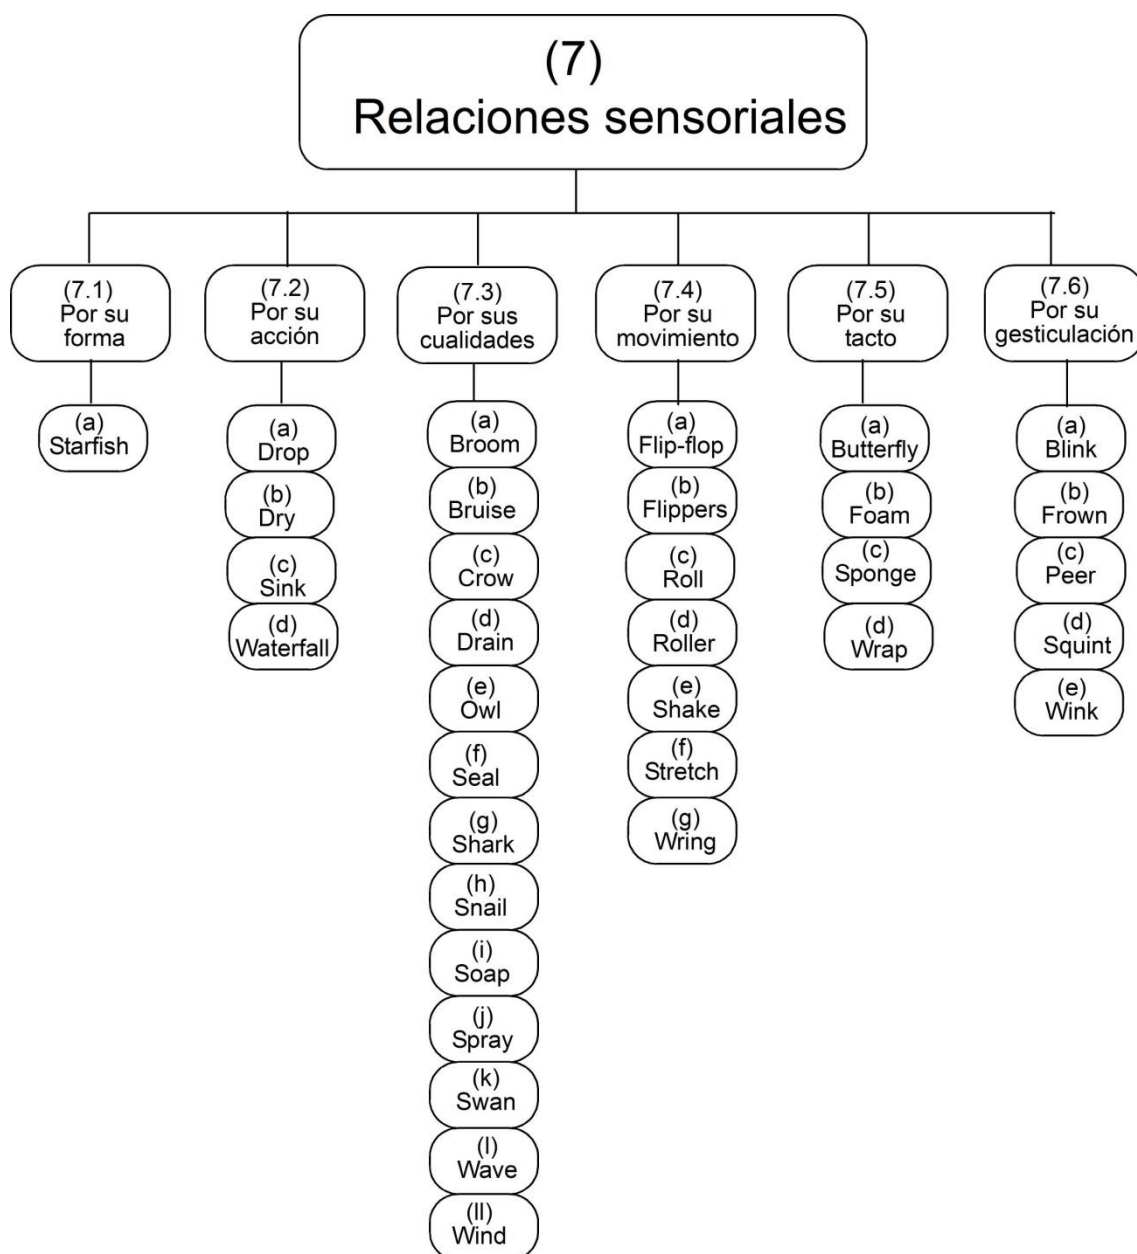 (7)
Relaciones sensoriales
(7.1)
Por su
forma
(a)
Starfish
(7.2)
Por su
acción
(a)
Drop
(b)
Dry
(c)
Sink
(d)
Waterfall
(7.3)
Por sus
cualidades
(a)
Broom
(b)
Bruise
(c)
Crow
(d)
Drain
(e)
Owl
(f)
Seal
(g)
Shark
(h)
Snail
(i)
Soap
(j)
Spray
(k)
Swan
(l)
Wave
(ll)
Wind
(7.4)
Por su
movimiento
(a)
Flip-flop
(b)
Flippers
(c)
Roll
(d)
Roller
(e)
Shake
(f)
Stretch
(g)
Wring
(7.5)
Por su
tacto
(a)
Butterfly
(b)
Foam
(c)
Sponge
(d)
Wrap
(7.6)
Por su
gesticulación
(a)
Blink
(b)
Frown
(c)
Peer
(d)
Squint
(e)
Wink